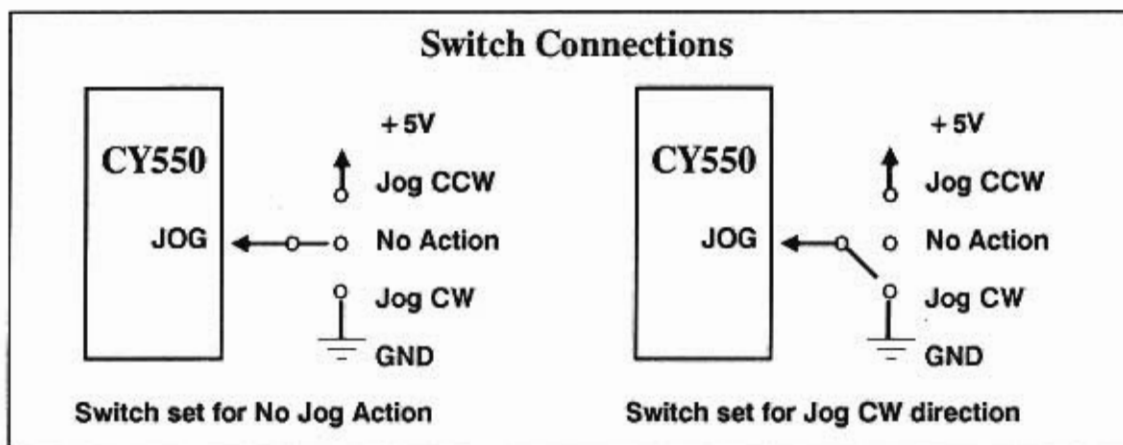 Switch Connections
+5V
CY550
Jog CCW
JOG
No Action
Jog CW
GND
Switch set for No Jog Action
+5V
CY550
Jog CCW
JOG
No Action
Jog CW
GND
Switch set for Jog CW direction